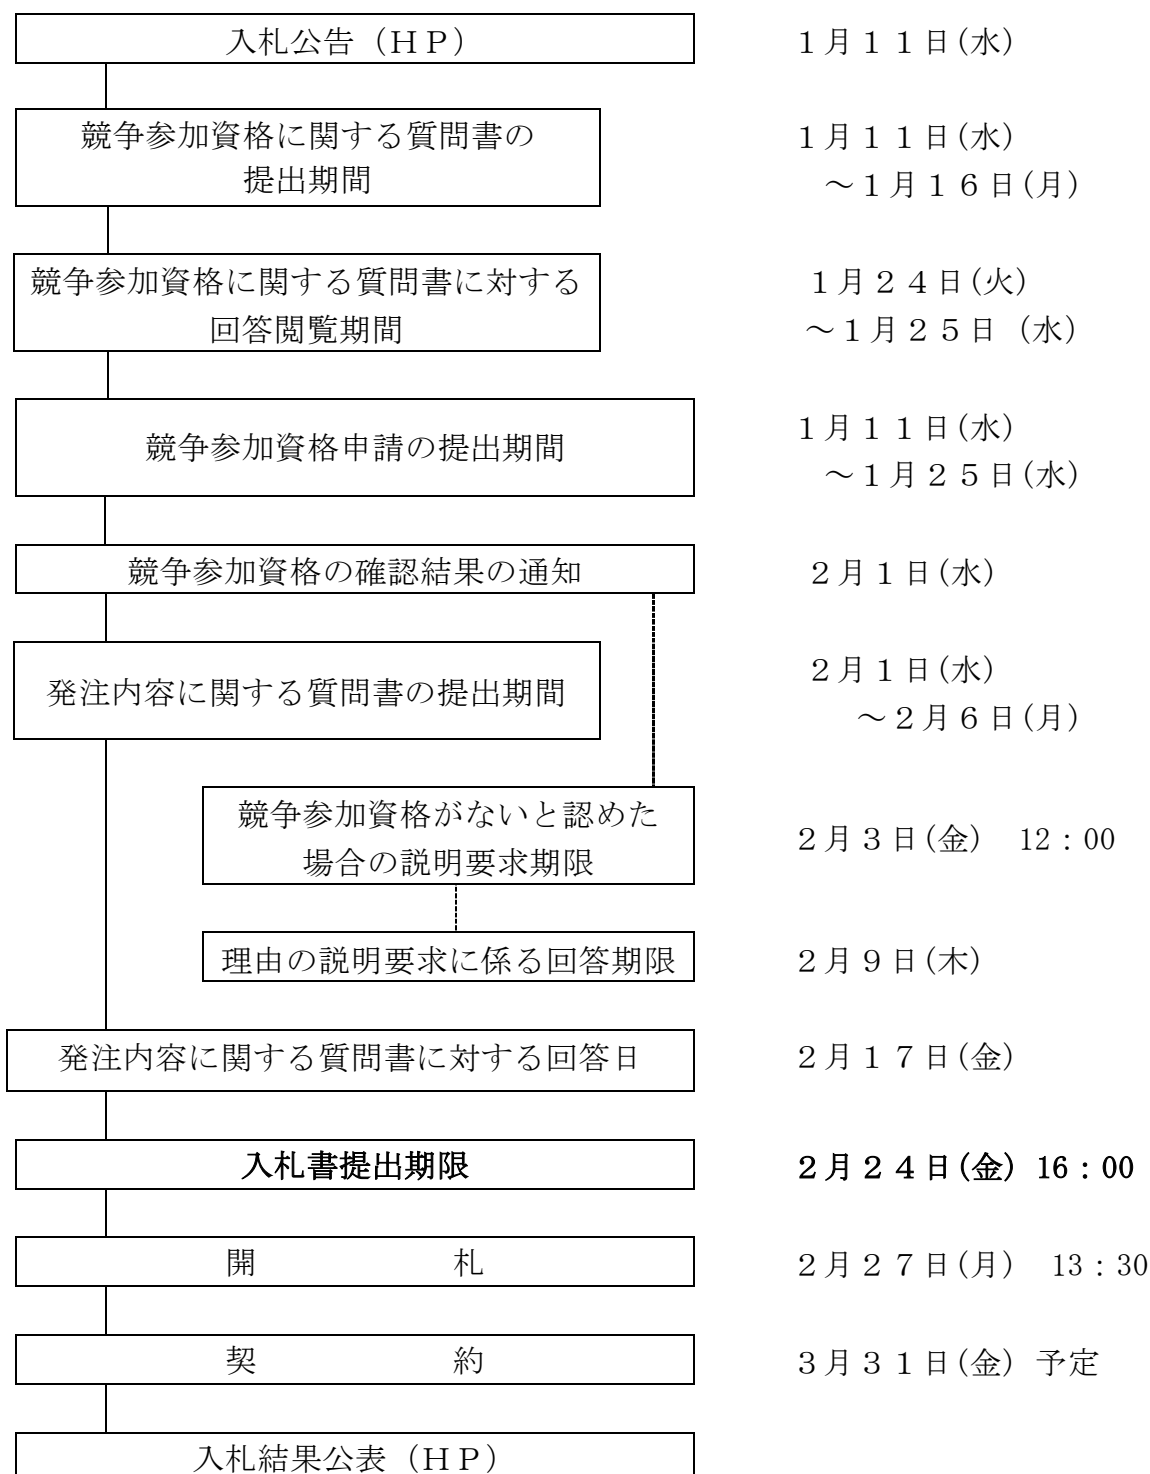 入札公告（ＨＰ）　１月１１日(水)
競争参加資格に関する質問書の　１月１１日(水)
提出期間　～１月１６日(月)
競争参加資格に関する質問書に対する　１月２４日(火)
回答閲覧期間　～１月２５日 (水)
競争参加資格申請の提出期間　１月１１日(水)
～１月２５日(水)
競争参加資格の確認結果の通知　２月１日(水)
発注内容に関する質問書の提出期間　２月１日(水)
～２月６日(月)
競争参加資格がないと認めた
場合の説明要求期限　２月３日(金)　12：00
理由の説明要求に係る回答期限　２月９日(木)
発注内容に関する質問書に対する回答日　２月１７日(金)
入札書提出期限　２月２４日(金) 16：00
開　　　　　　札　２月２７日(月)　13：30
契　　　　　　約　３月３１日(金) 予定
入札結果公表（ＨＰ）